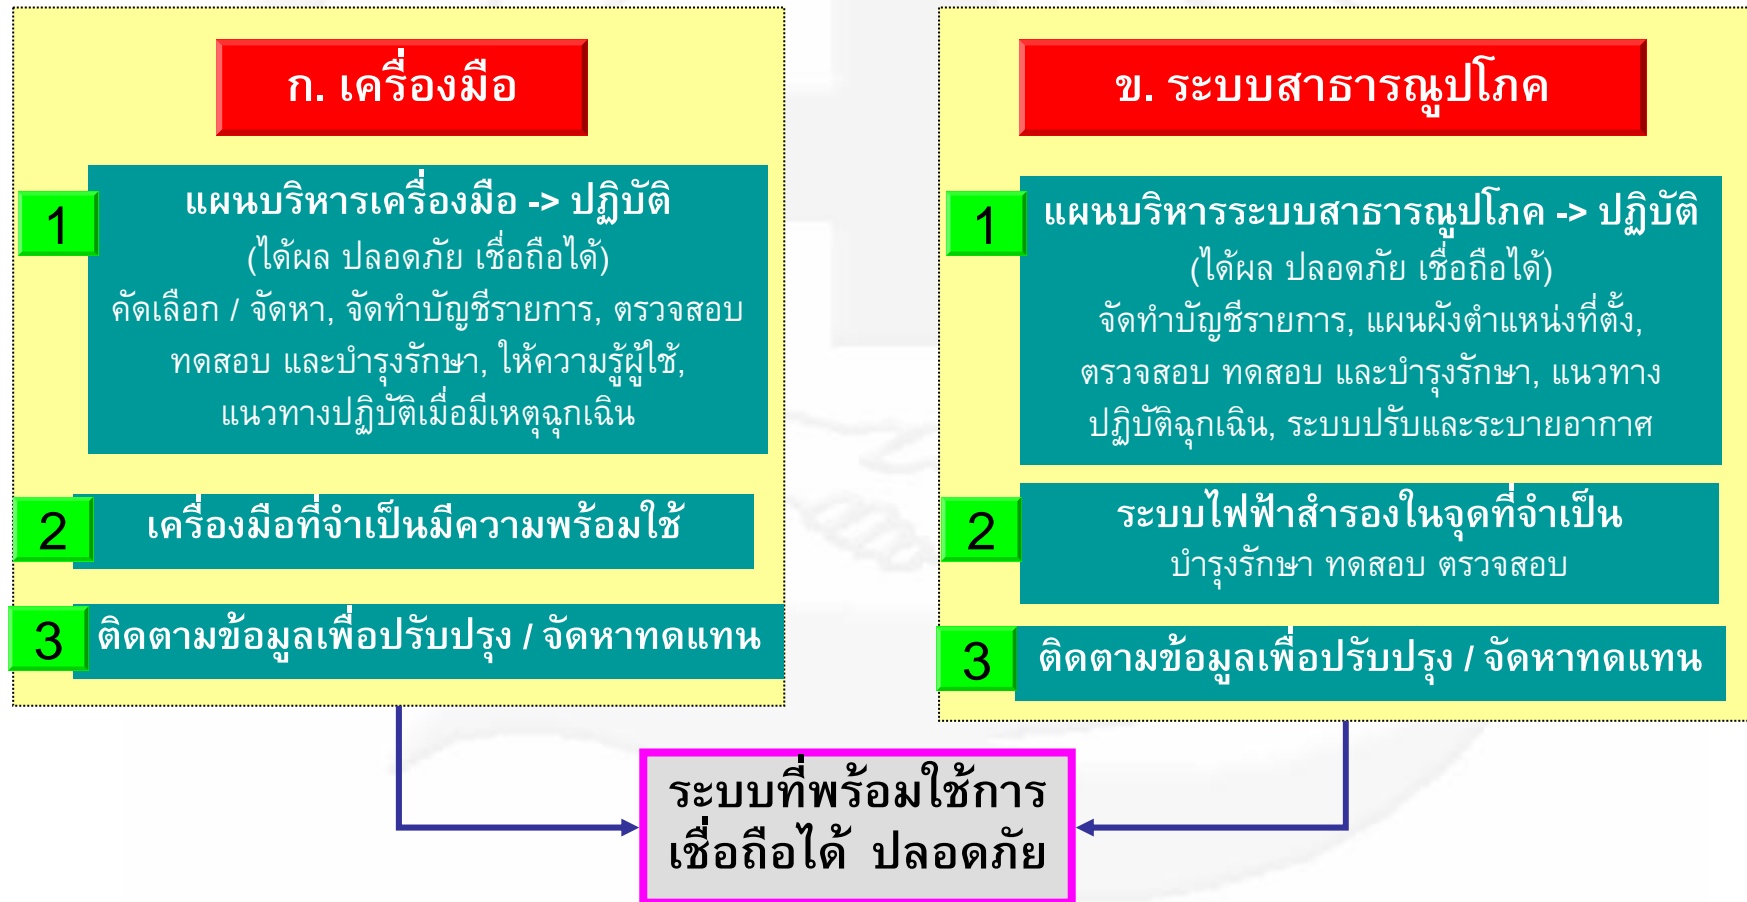 ก. เครื่องมือ
1
แผนบริหารเครื่องมือ -> ปฏิบัติ
(ได้ผล ปลอดภัย เชื่อถือได้)
คัดเลือก / จัดหา, จัดทำบัญชีรายการ, ตรวจสอบ
ทดสอบ และบำรุงรักษา, ให้ความรู้ผู้ใช้,
แนวทางปฏิบัติเมื่อมีเหตุฉุกเฉิน
2
เครื่องมือที่จำเป็นมีความพร้อมใช้
3
ติดตามข้อมูลเพื่อปรับปรุง / จัดหาทดแทน
ข. ระบบสาธารณูปโภค
1
แผนบริหารระบบสาธารณูปโภค -> ปฏิบัติ
(ได้ผล ปลอดภัย เชื่อถือได้)
จัดทำบัญชีรายการ, แผนผังตำแหน่งที่ตั้ง,
ตรวจสอบ ทดสอบ และบำรุงรักษา, แนวทาง
ปฏิบัติฉุกเฉิน, ระบบปรับและระบายอากาศ
2
ระบบไฟฟ้าสำรองในจุดที่จำเป็น
บำรุงรักษา ทดสอบ ตรวจสอบ
3
ติดตามข้อมูลเพื่อปรับปรุง / จัดหาทดแทน
ระบบที่พร้อมใช้การ
เชื่อถือได้ ปลอดภัย